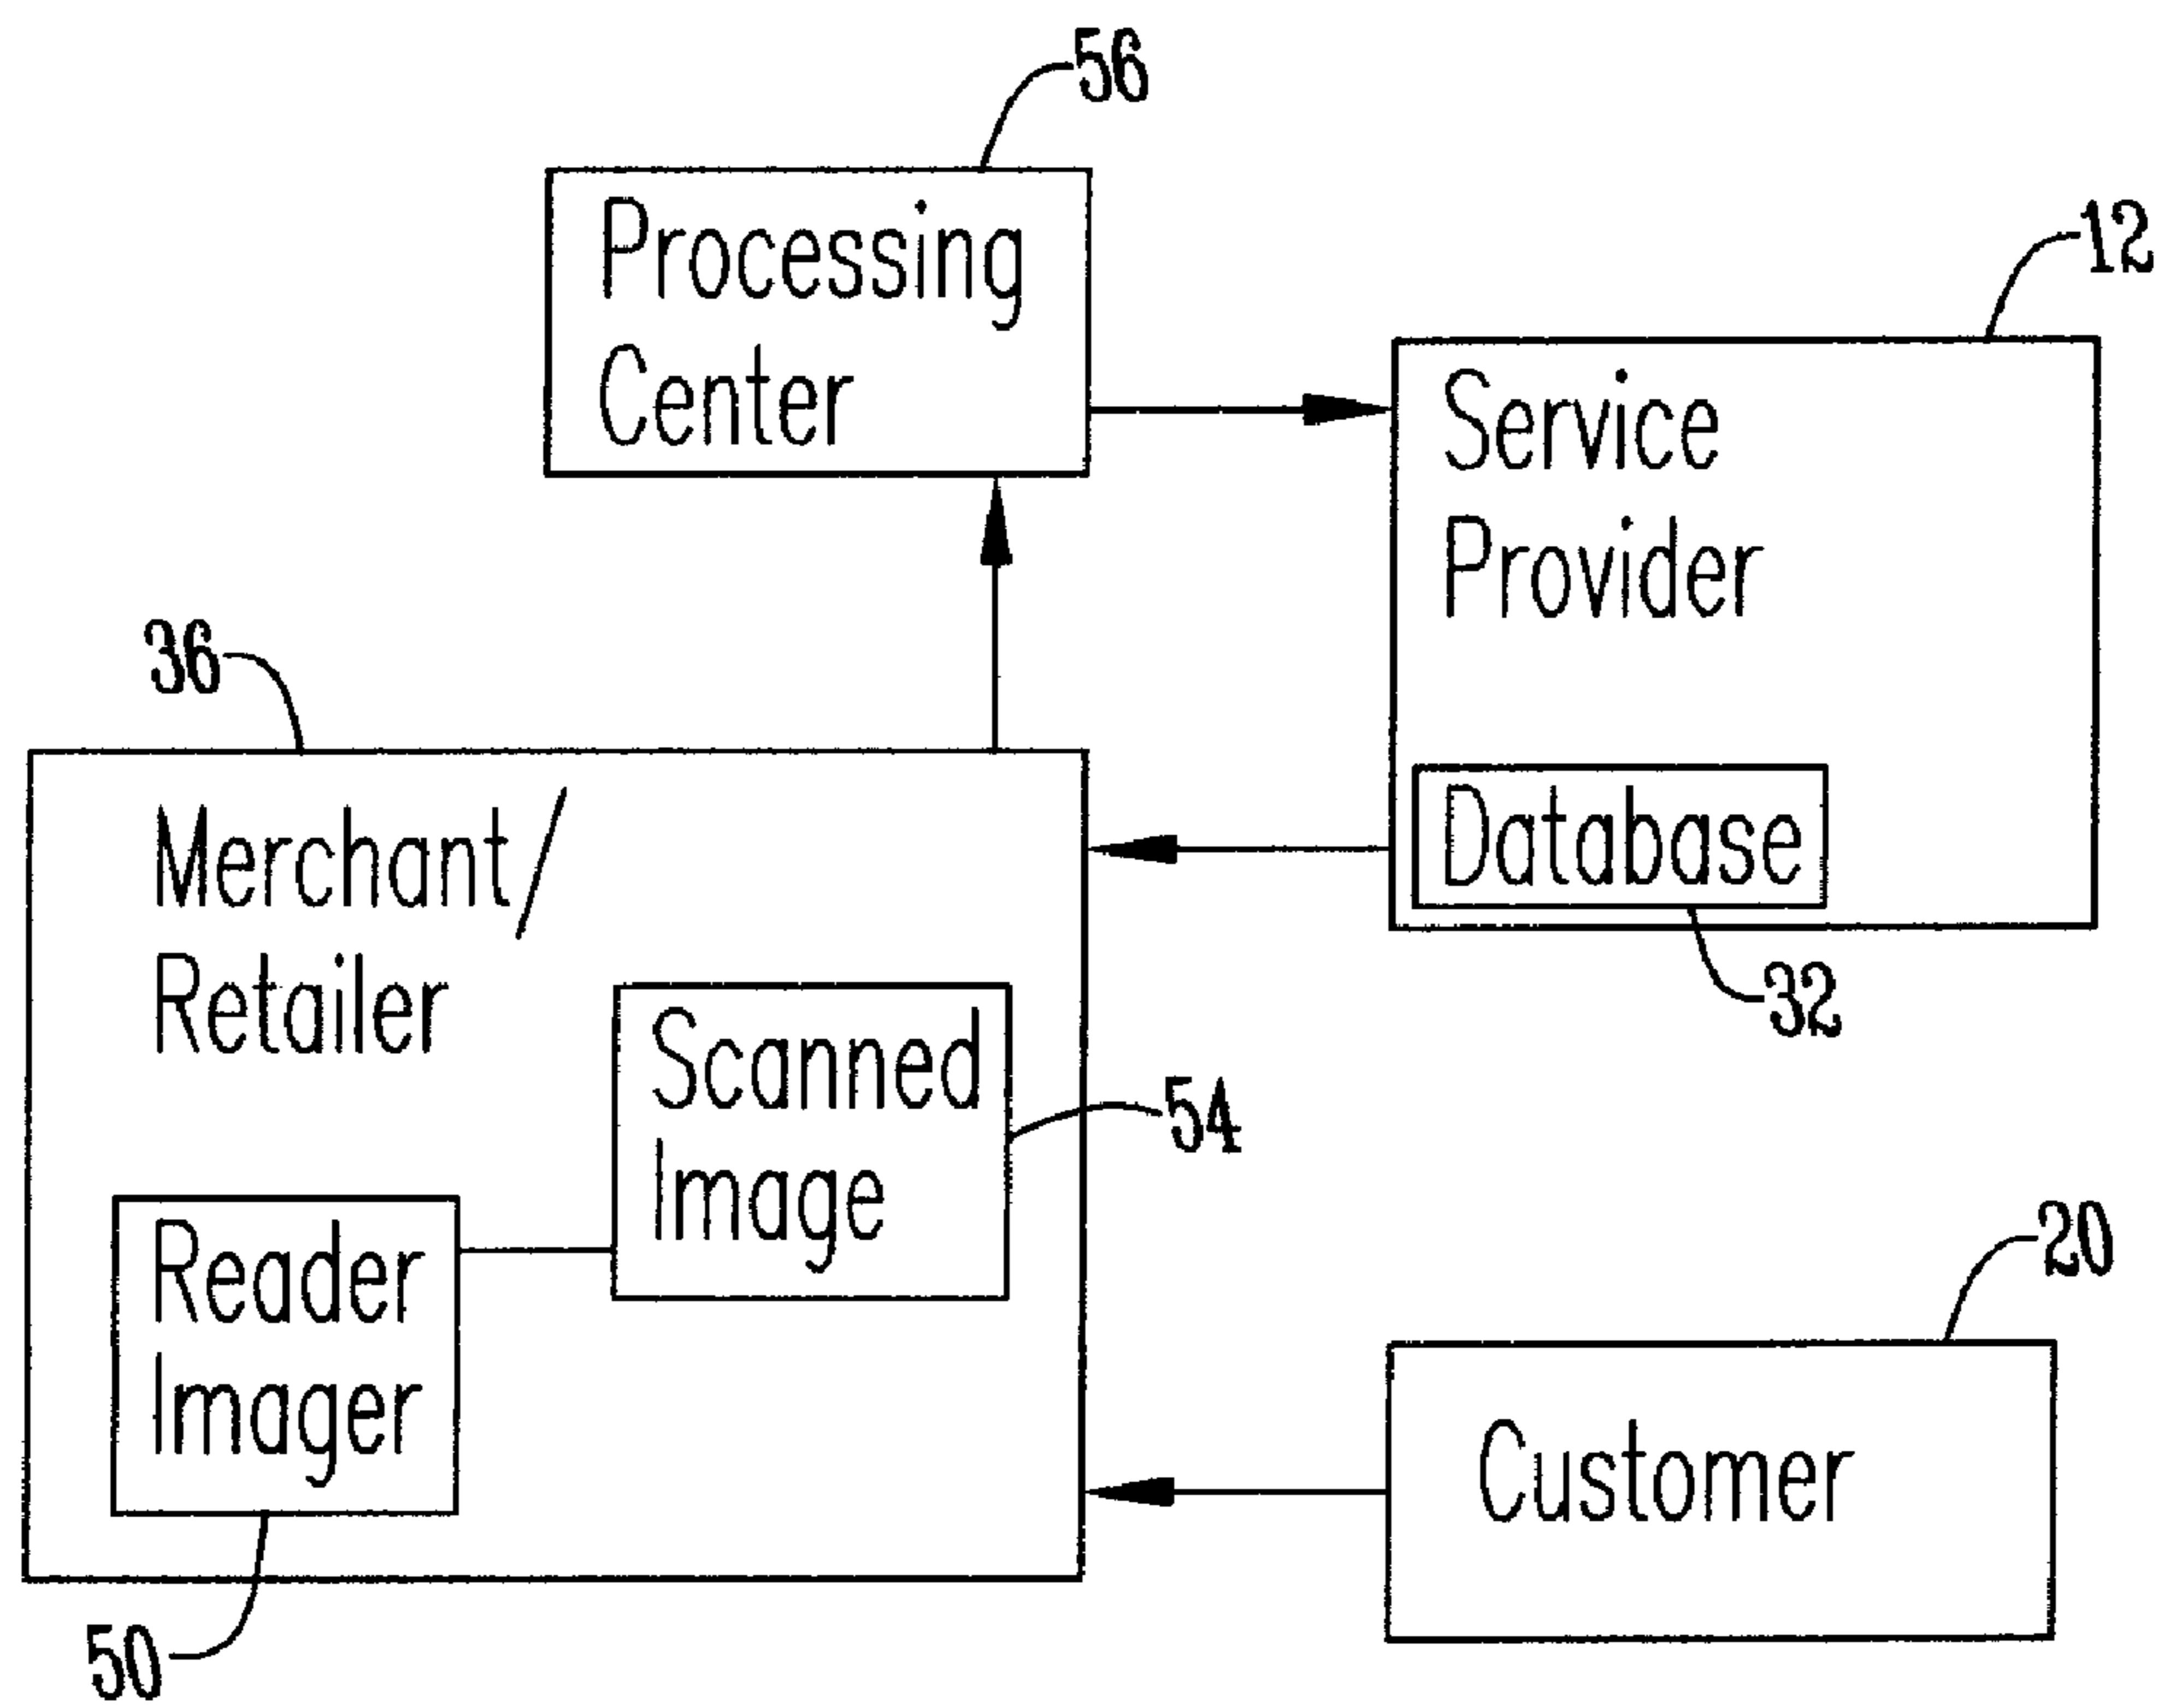 56
Processing
Center
12
Service
Provider
Database
32
36
Merchant/
Retailer
Scanned
Image
54
Reader
Imager
50
20
Customer